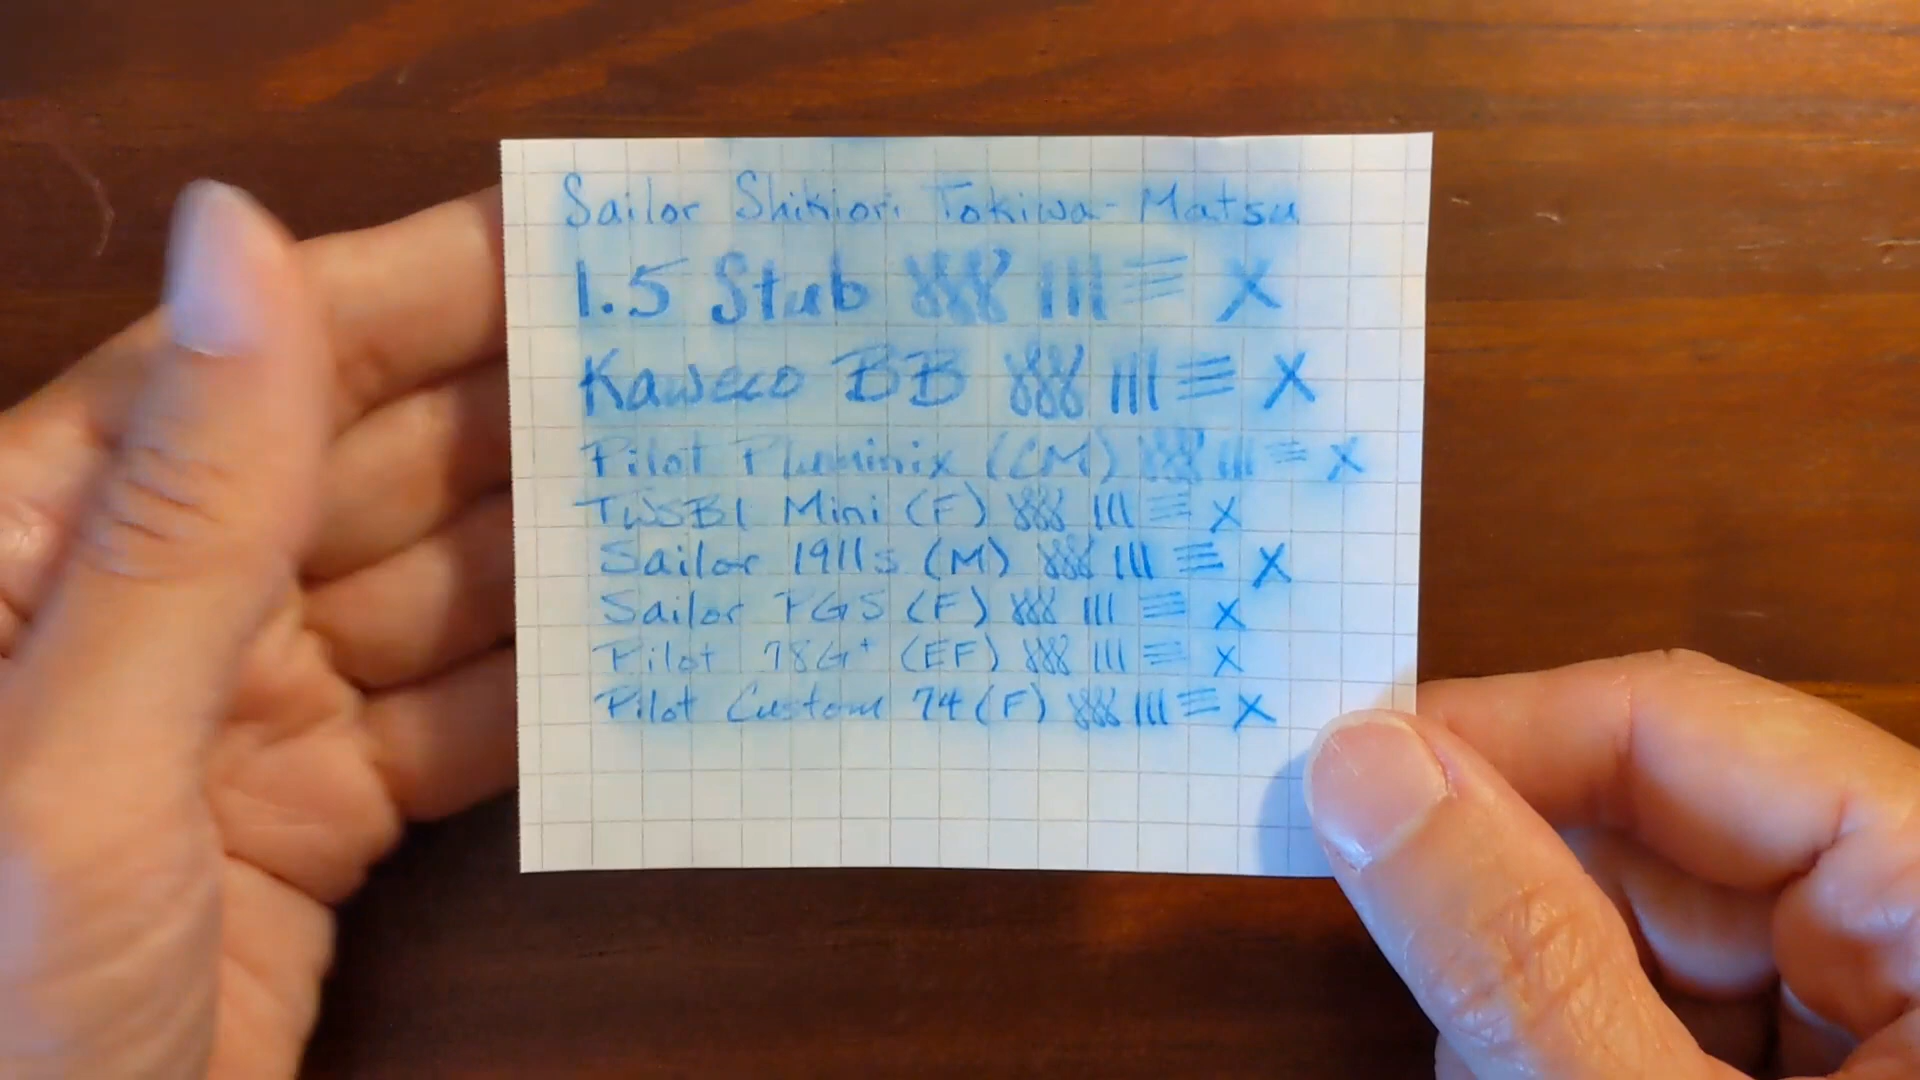 Sailor Shikiori Tokiwa-Matsu
1.5 Stub X
Kaweco BB X
Pilot Pluminix (CM) X
TWSBI Mini (F) X
Sailor 1911s (M) X
Sailor PGS (F) X
Pilot 78G+ (EF) X
Pilot Custom 74 (F) X